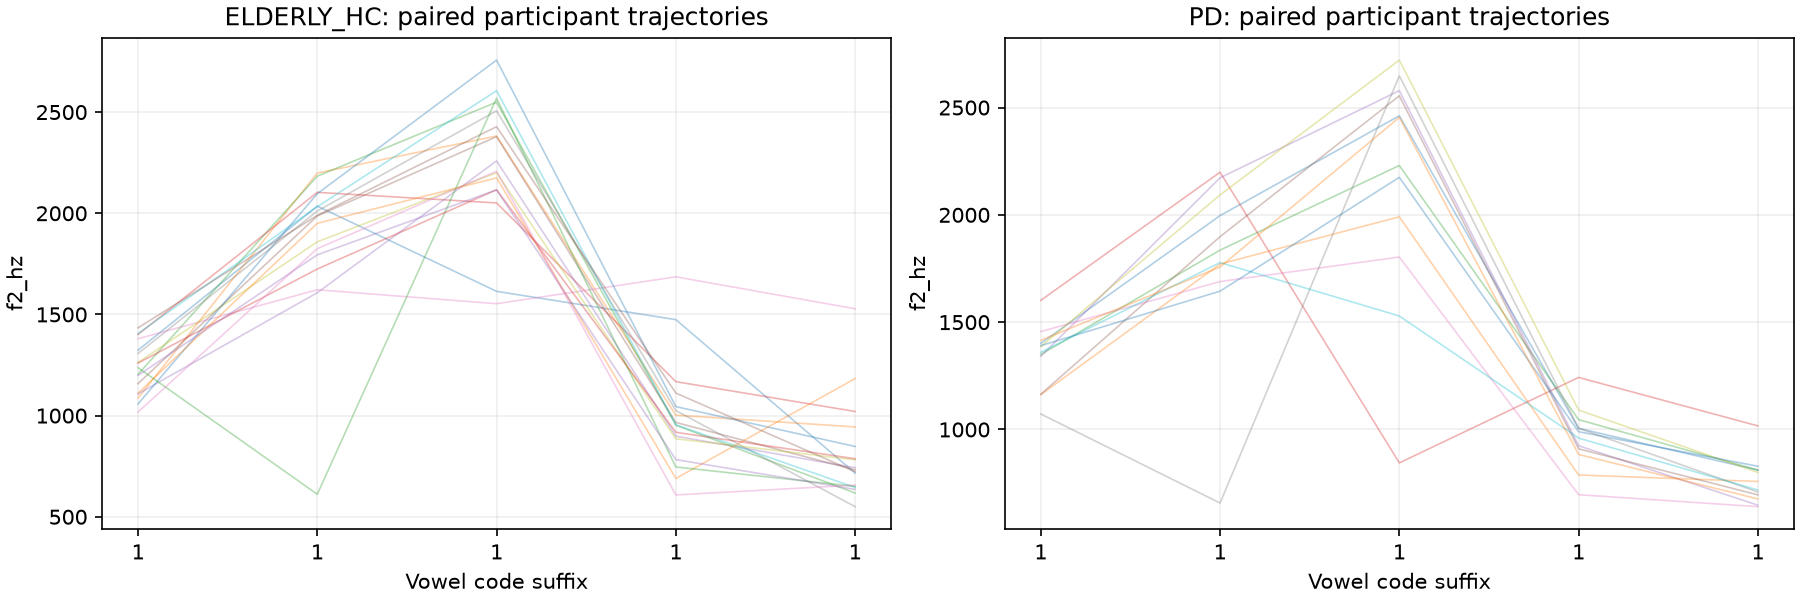 ELDERLY_HC: paired participant trajectories
f2_hz
2500
2000
1500
1000
500
1 1 1 1 1
Vowel code suffix
PD: paired participant trajectories
f2_hz
2500
2000
1500
1000
1 1 1 1 1
Vowel code suffix